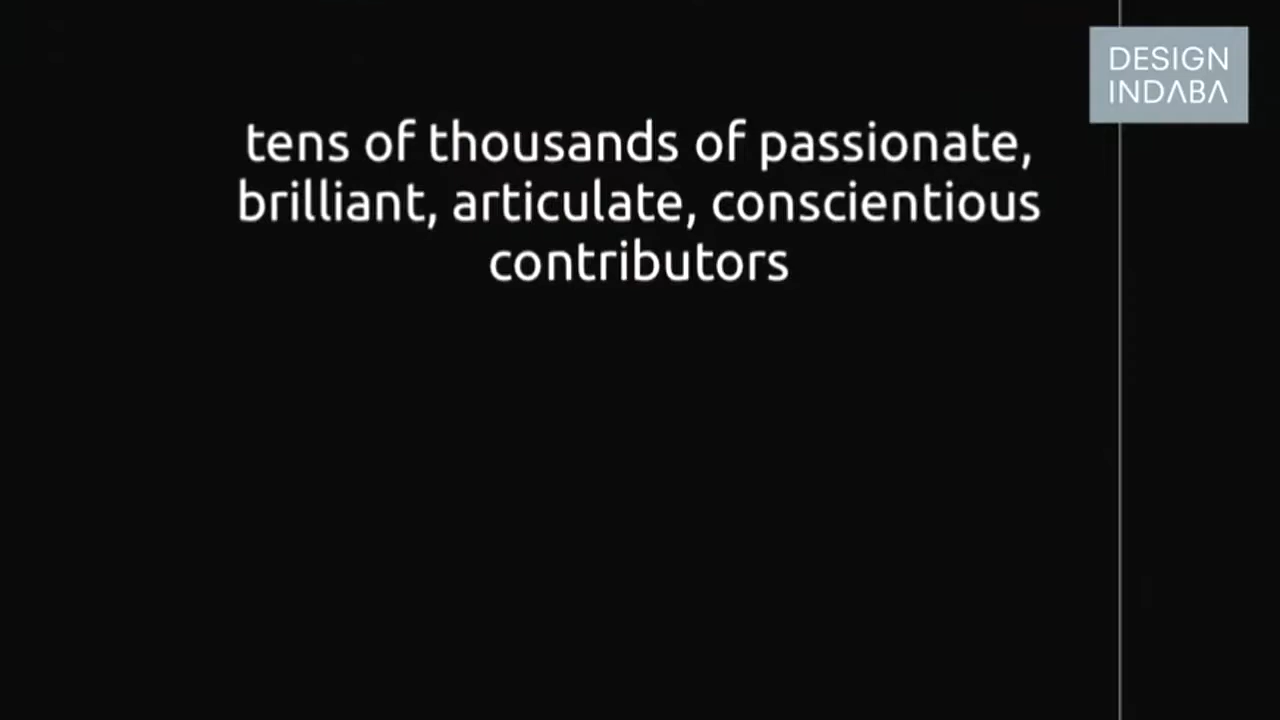 DESIGN
INDABA
tens of thousands of passionate,
brilliant, articulate, conscientious
contributors